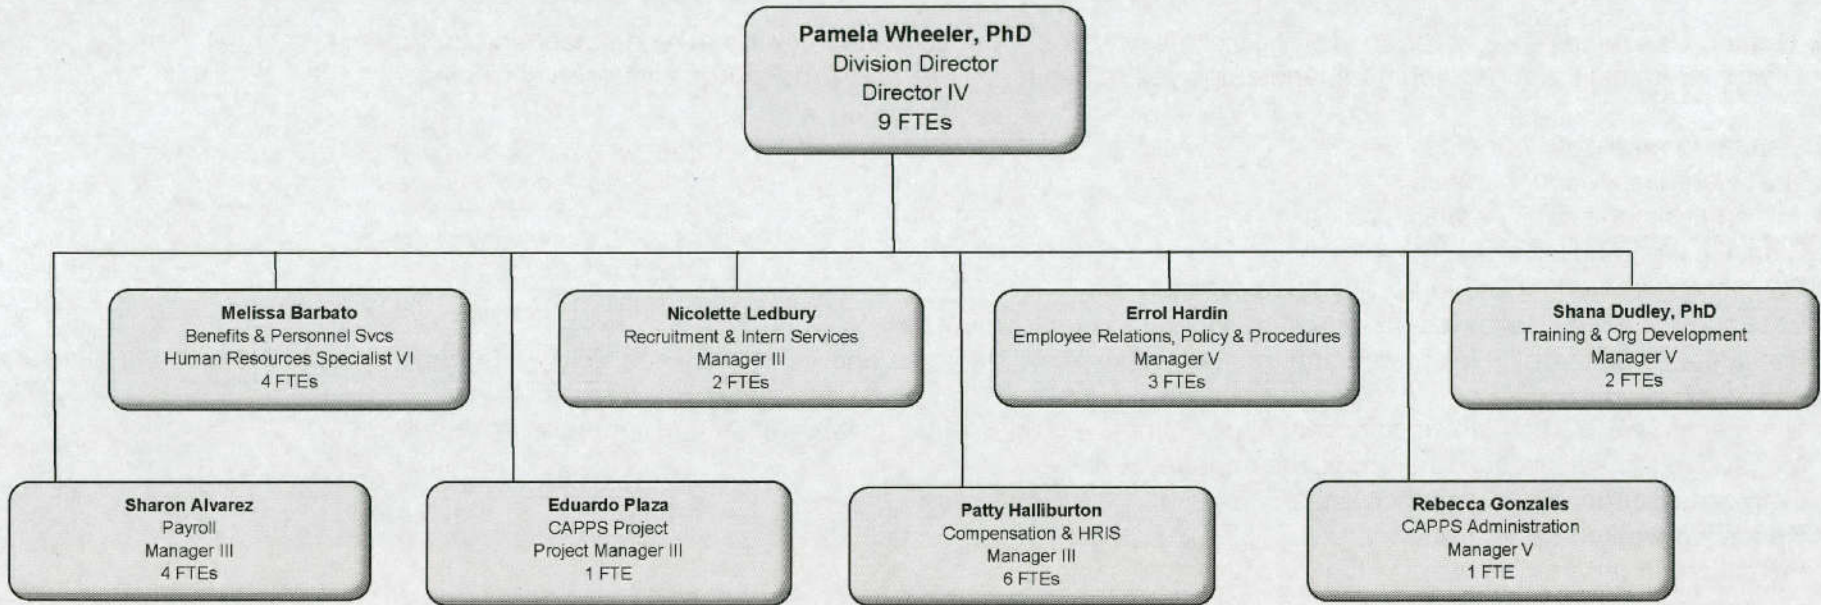 Pamela Wheeler, PhD
Division Director
Director IV
9 FTEs
Melissa Barbato
Benefits & Personnel Svcs
Human Resources Specialist VI
4 FTEs
Nicolette Ledbury
Recruitment & Intern Services
Manager III
2 FTEs
Errol Hardin
Employee Relations, Policy & Procedures
Manager V
3 FTEs
Shana Dudley, PhD
Training & Org Development
Manager V
2 FTEs
Sharon Alvarez
Payroll
Manager III
4 FTEs
Eduardo Plaza
CAPPS Project
Project Manager III
1 FTE
Patty Halliburton
Compensation & HRIS
Manager III
6 FTEs
Rebecca Gonzales
CAPPS Administration
Manager V
1 FTE